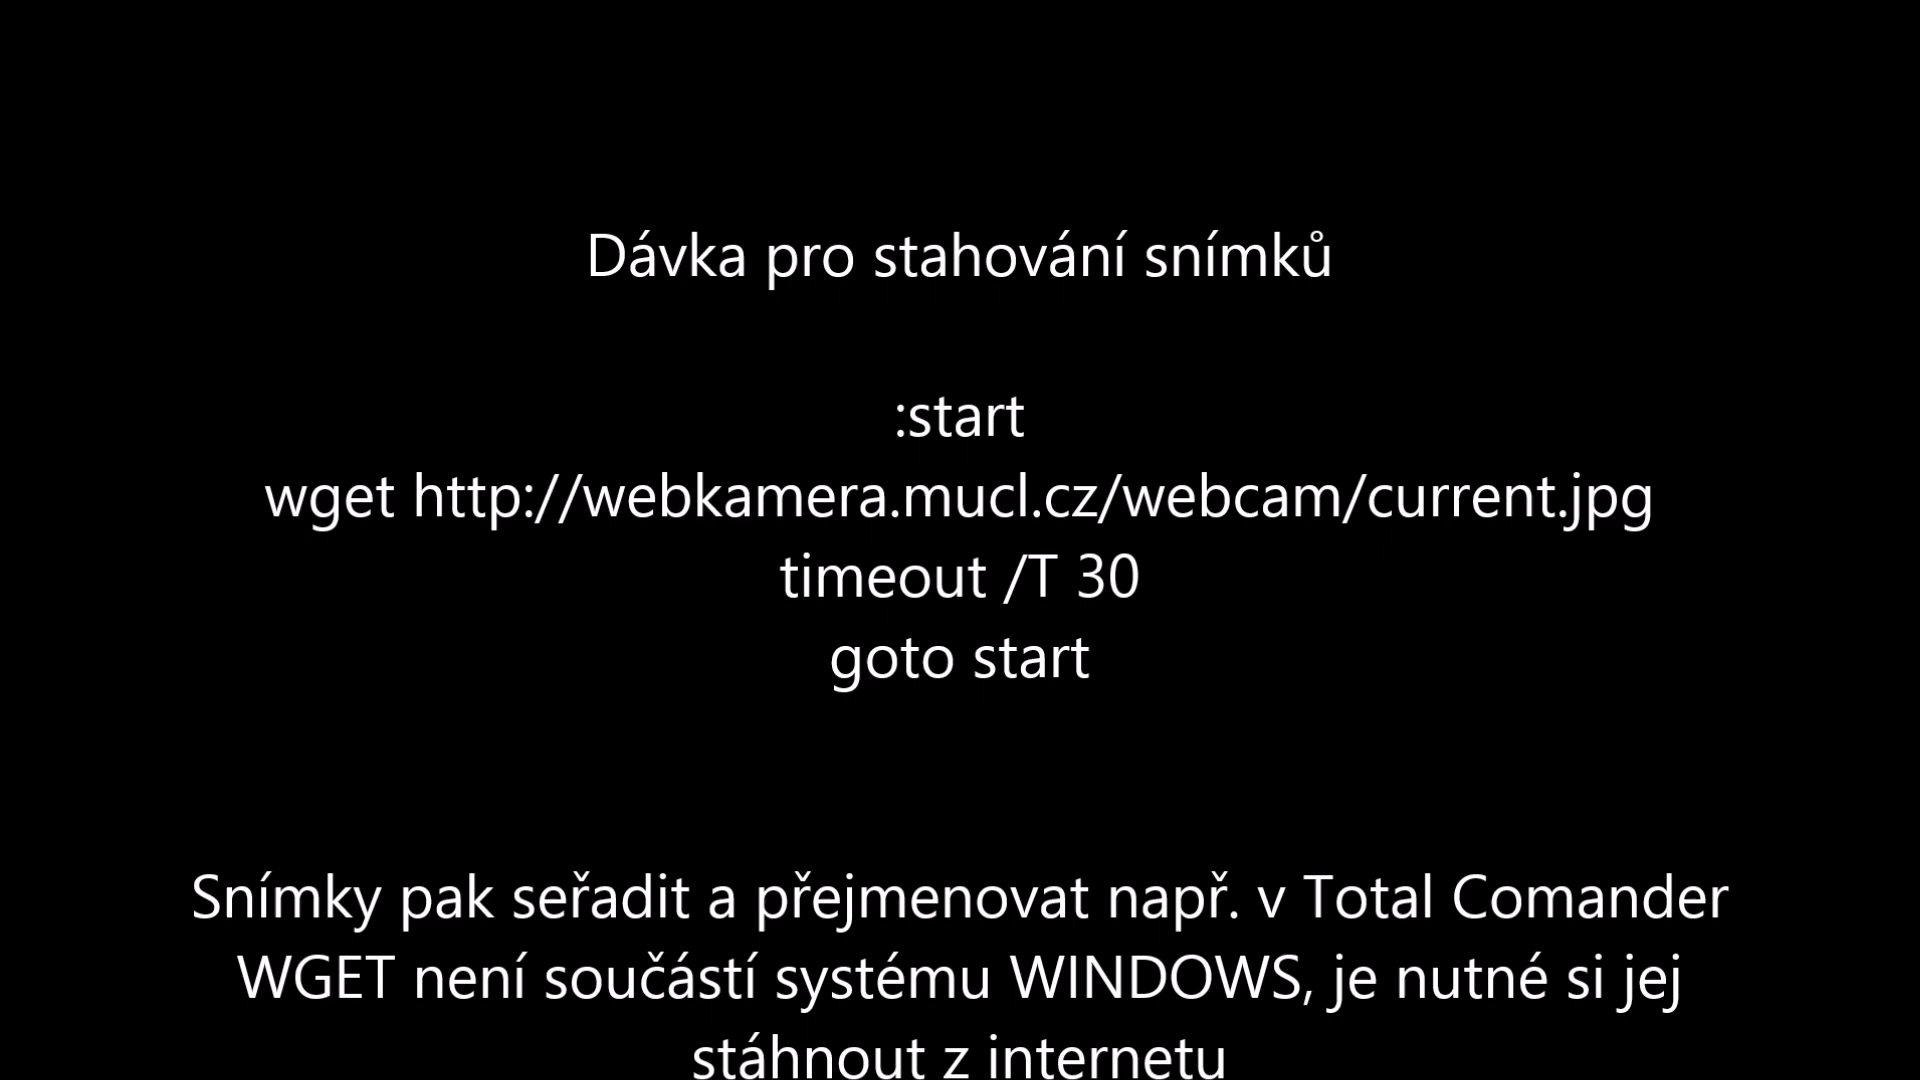 Dávka pro stahování snímků
:start
wget http://webkamera.mucl.cz/webcam/current.jpg
timeout /T 30
goto start
Snímky pak seřadit a přejmenovat např. v Total Comander
WGET není součástí systému WINDOWS, je nutné si jej
stáhnout z internetu